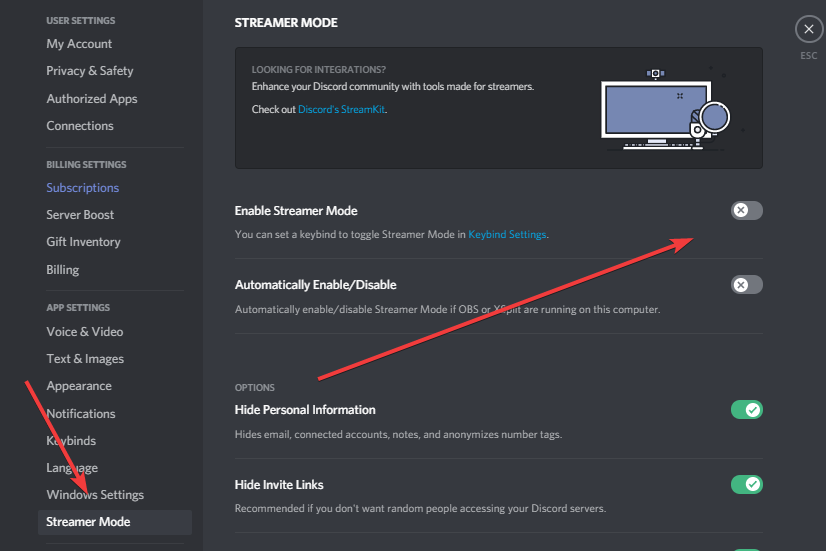 USER SETTINGS
My Account
Privacy & Safety
Authorized Apps
Connections
BILLING SETTINGS
Subscriptions
Server Boost
Gift Inventory
Billing
APP SETTINGS
Voice & Video
Text & Images
Appearance
Notifications
Keybinds
Language
Windows Settings
Streamer Mode
STREAMER MODE
ESC
LOOKING FOR INTEGRATIONS?
Enhance your Discord community with tools made for streamers.
Check out Discord's StreamKit.
Enable Streamer Mode
You can set a keybind to toggle Streamer Mode in Keybind Settings.
Automatically Enable/Disable
Automatically enable/disable Streamer Mode if OBS or XSplit are running on this computer.
OPTIONS
Hide Personal Information
Hides email, connected accounts, notes, and anonymizes number tags.
Hide Invite Links
Recommended if you don't want random people accessing your Discord servers.